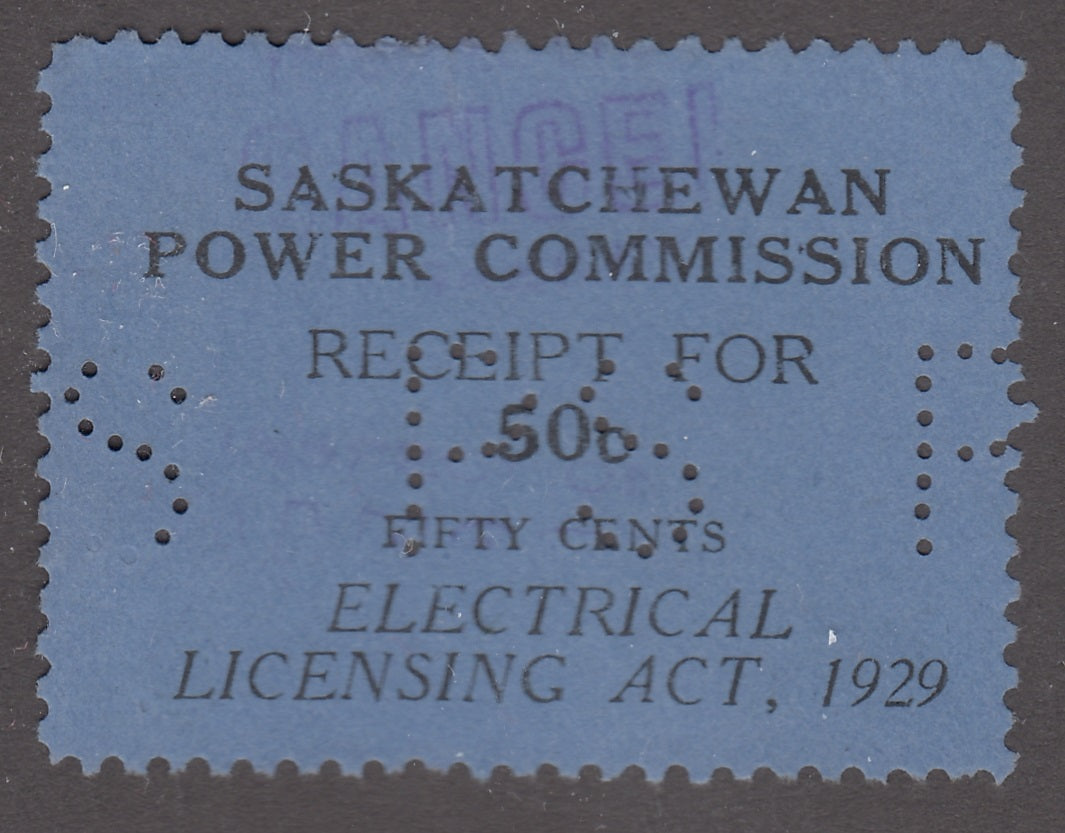 SASKATCHEWAN
POWER COMMISSION
RECEIPT FOR
50c
FIFTY CENTS
ELECTRICAL
LICENSING ACT, 1929